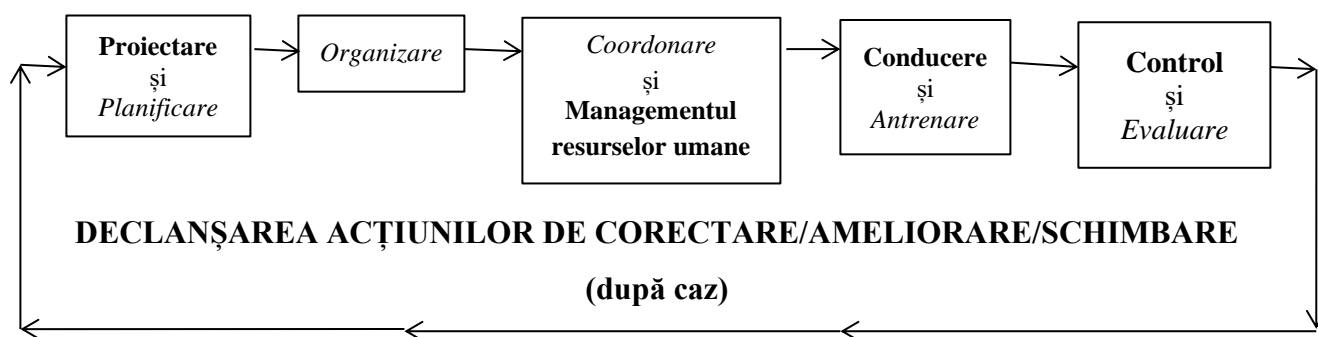 Proiectare
și
Planificare
Organizare
Coordonare
și
Managementul
resurselor umane
Conducere
și
Antrenare
Control
și
Evaluare
DECLANȘAREA ACȚIUNILOR DE CORECTARE/AMELIORARE/SCHIMBARE
(după caz)